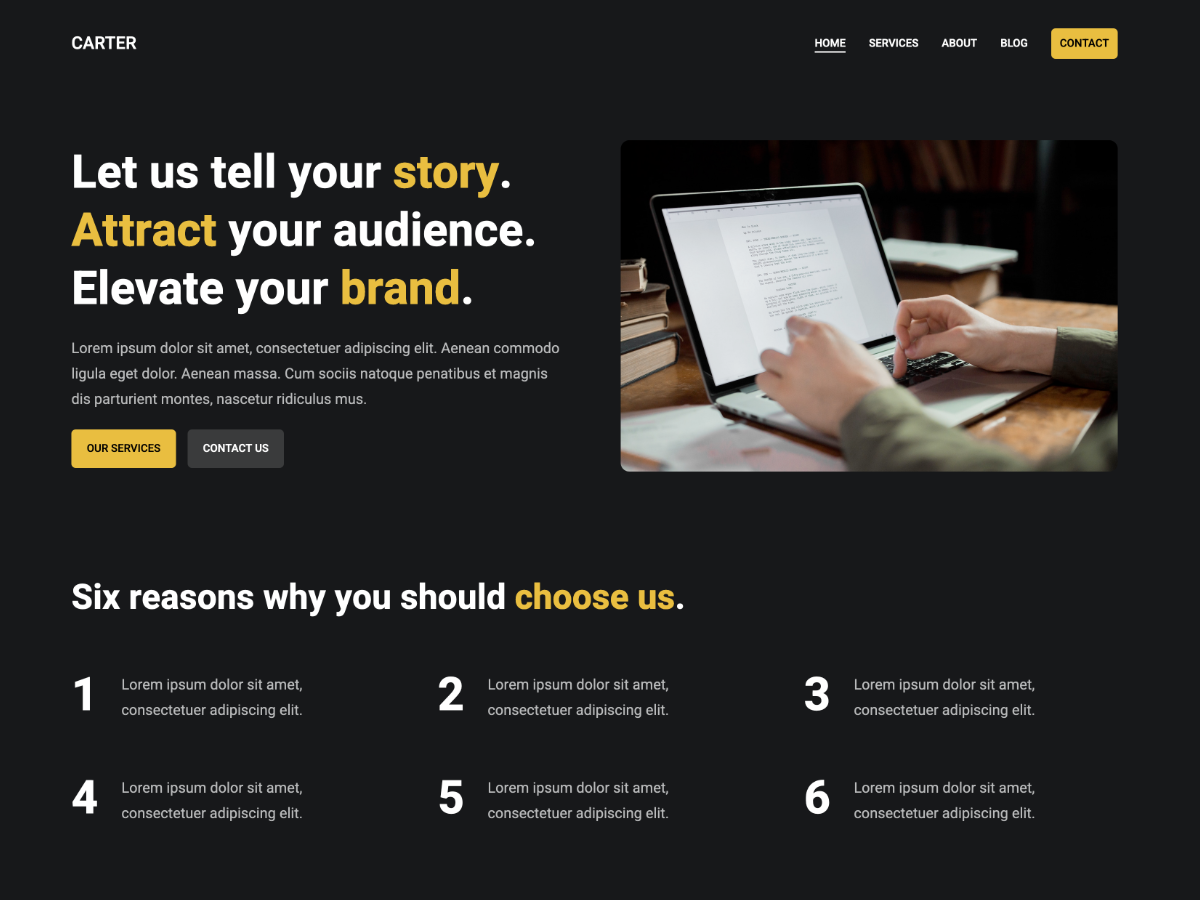 CARTER
HOME SERVICES ABOUT BLOG CONTACT
Let us tell your story.
Attract your audience.
Elevate your brand.
Lorem ipsum dolor sit amet, consectetuer adipiscing elit. Aenean commodo
ligula eget dolor. Aenean massa. Cum sociis natoque penatibus et magnis
dis parturient montes, nascetur ridiculus mus.
OUR SERVICES CONTACT US
Six reasons why you should choose us.
1
Lorem ipsum dolor sit amet,
consectetuer adipiscing elit.
2
Lorem ipsum dolor sit amet,
consectetuer adipiscing elit.
3
Lorem ipsum dolor sit amet,
consectetuer adipiscing elit.
4
Lorem ipsum dolor sit amet,
consectetuer adipiscing elit.
5
Lorem ipsum dolor sit amet,
consectetuer adipiscing elit.
6
Lorem ipsum dolor sit amet,
consectetuer adipiscing elit.